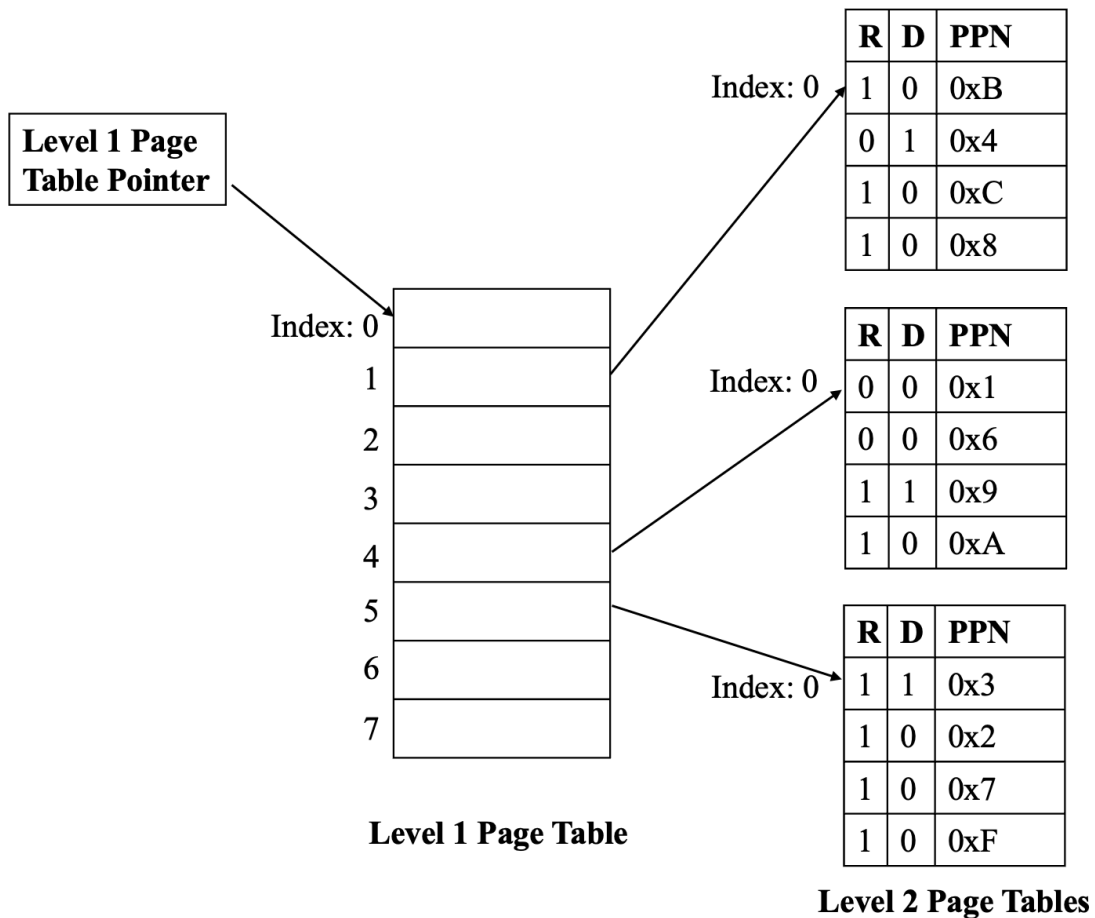 Level 1 Page
Table Pointer
Index: 0
1
2
3
4
5
6
7
Level 1 Page Table
Index: 0
R D PPN
1 0 0xB
0 1 0x4
1 0 0xC
1 0 0x8
Index: 0
R D PPN
0 0 0x1
0 0 0x6
1 1 0x9
1 0 0xA
Index: 0
R D PPN
1 1 0x3
1 0 0x2
1 0 0x7
1 0 0xF
Level 2 Page Tables